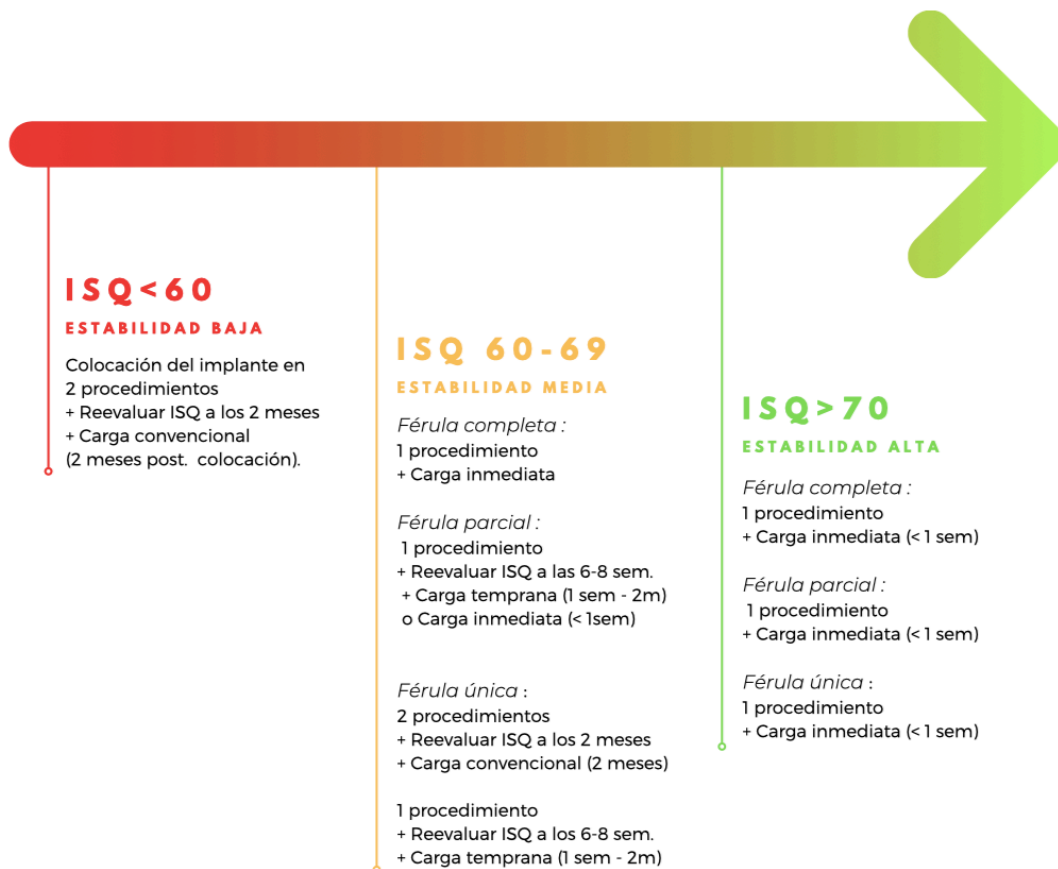 ISQ<60
ESTABILIDAD BAJA
Colocación del implante en
2 procedimientos
+ Reevaluar ISQ a los 2 meses
+ Carga convencional
(2 meses post. colocación).
ISQ 60-69
ESTABILIDAD MEDIA
Férula completa :
1 procedimiento
+ Carga inmediata
Férula parcial :
1 procedimiento
+ Reevaluar ISQ a las 6-8 sem.
+ Carga temprana (1 sem - 2m)
o Carga inmediata (< 1sem)
Férula única :
2 procedimientos
+ Reevaluar ISQ a los 2 meses
+ Carga convencional (2 meses)
1 procedimiento
+ Reevaluar ISQ a los 6-8 sem.
+ Carga temprana (1 sem - 2m)
ISQ>70
ESTABILIDAD ALTA
Férula completa :
1 procedimiento
+ Carga inmediata (< 1 sem)
Férula parcial :
1 procedimiento
+ Carga inmediata (< 1 sem)
Férula única :
1 procedimiento
+ Carga inmediata (< 1 sem)